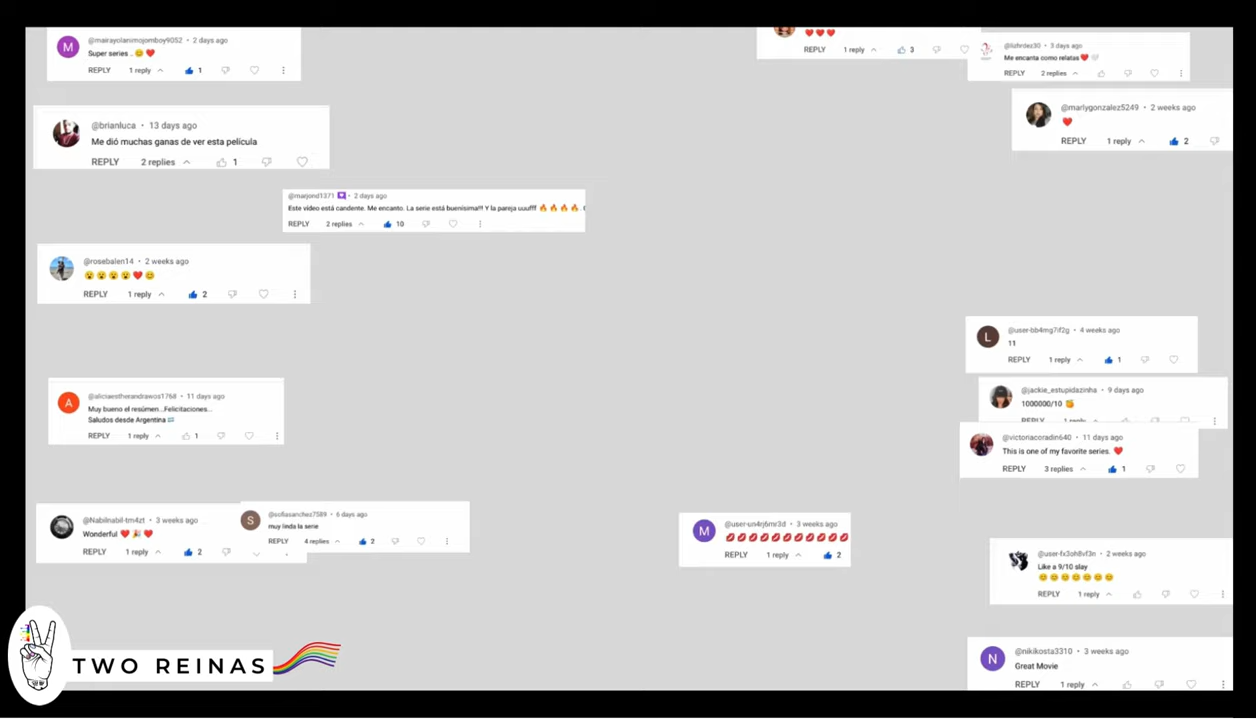 @mairayolanimojomboy9052 • 2 days ago
Super series .. 😊 ❤️
REPLY 1 reply 1
❤️ ❤️ ❤️
REPLY 1 reply 3
@luhrdez30 • 3 days ago
Me encanta como relatas ❤️ 🤍
REPLY 2 replies
@brianluca • 13 days ago
Me dió muchas ganas de ver esta película
REPLY 2 replies 1
@marlygonzalez5249 • 2 weeks ago
❤️
REPLY 1 reply 2
@marjond1371 • 2 days ago
Este video está candente. Me encanto. La serie está buenisima!!! Y la pareja uuufff 🔥 🔥 🔥 🔥
REPLY 2 replies 10
@rosebalen14 • 2 weeks ago
😮 😮 😮 😮 ❤️ 😊
REPLY 1 reply 2
L @user-bb4mg7if2g • 4 weeks ago
11
REPLY 1 reply 1
@jackie_estupidazinha • 9 days ago
1000000/10 🥰
REPLY 1 reply
A @aliciaestherandrawos1768 • 11 days ago
Muy bueno el resúmen...Felicitaciones...
Saludos desde Argentina 🇦🇷
REPLY 1 reply 1
@victoriacoradin640 • 11 days ago
This is one of my favorite series. ❤️
REPLY 3 replies 1
@Nabilnabil-tm4zt • 3 weeks ago
Wonderful ❤️ 🎉 ❤️
REPLY 1 reply 2
S @sofiasanchez7589 • 6 days ago
muy linda la serie
REPLY 4 replies 2
M @user-un4rj6mr3d • 3 weeks ago
💋💋💋💋💋💋💋💋💋💋
REPLY 1 reply 2
@user-fx3oh8vf3n • 2 weeks ago
Like a 9/10 slay
😊 😊 😊 😊 😊 😊 😊
REPLY 1 reply
N @nikikosta3310 • 3 weeks ago
Great Movie
REPLY 1 reply
TWO REINAS